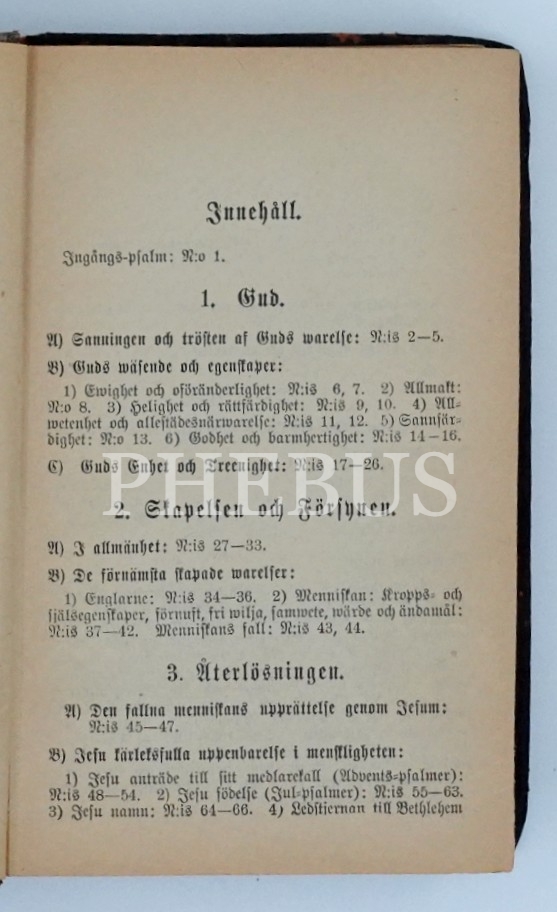 Innehåll.
Ingångs-psalm: N:o 1.
1. Gud.
A) Sanningen och trösten af Guds warelse: N:is 2—5.
B) Guds wäsende och egenskaper:
1) Ewighet och oföränderlighet: N:is 6, 7. 2) Allmakt:
N:o 8. 3) Helighet och rättfärdighet: N:is 9, 10. 4) All-
wetenhet och allestädesnärwarelse: N:is 11, 12. 5) Sannfär-
dighet: N:o 13. 6) Godhet och barmhertighet: N:is 14-16.
C) Guds Enhet och Treenighet: N:is 17—26.
PHEBUS
2. Skapelsen och Försynen.
A) I allmänhet: N:is 27—33.
B) De förnämsta skapade warelser:
1) Englarne: N:is 34—36. 2) Menniskan: Kropps- och
själsegenskaper, förnuft, fri wilja, samwete, wärde och ändamål:
N:is 37—42. Menniskans fall: N:is 43, 44.
3. Återlösningen.
A) Den fallna menniskans upprättelse genom Jesum:
N:is 45—47.
B) Jesu kärleksfulla uppenbarelse i menskligheten:
1) Jesu anträde till sitt medlarekall (Advents-psalmer):
N:is 48—54. 2) Jesu födelse (Jul-psalmer): N:is 55—63.
3) Jesu namn: N:is 64—66. 4) Ledstiernan till Bethlehem